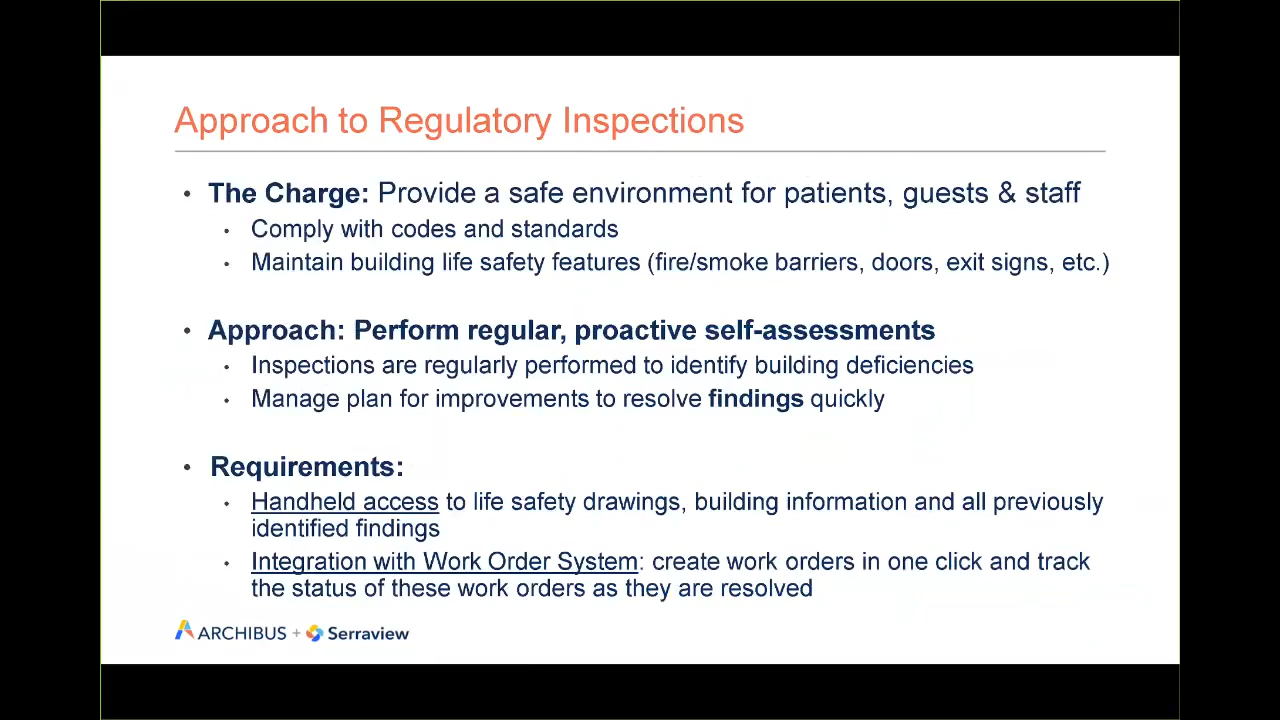 Approach to Regulatory Inspections
• The Charge: Provide a safe environment for patients, guests & staff
• Comply with codes and standards
• Maintain building life safety features (fire/smoke barriers, doors, exit signs, etc.)
• Approach: Perform regular, proactive self-assessments
• Inspections are regularly performed to identify building deficiencies
• Manage plan for improvements to resolve findings quickly
• Requirements:
• Handheld access to life safety drawings, building information and all previously
identified findings
• Integration with Work Order System: create work orders in one click and track
the status of these work orders as they are resolved
ARCHIBUS + Serraview